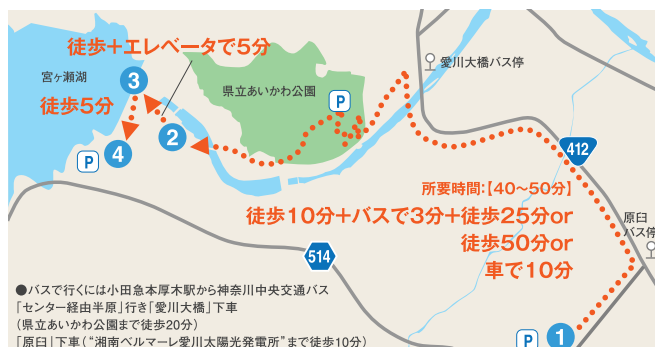 徒歩＋エレベータで5分
愛川大橋バス停
宮ヶ瀬湖
3
県立あいかわ公園
P
徒歩5分
2
4
P
412
所要時間:【40〜50分】
徒歩10分＋バスで3分＋徒歩25分or
徒歩50分or
車で10分
原臼
バス停
514
●バスで行くには小田急本厚木駅から神奈川中央交通バス
「センター経由半原」行き「愛川大橋」下車
（県立あいかわ公園まで徒歩20分）
「原臼」下車（“湘南ベルマーレ愛川太陽光発電所”まで徒歩10分）
P
1